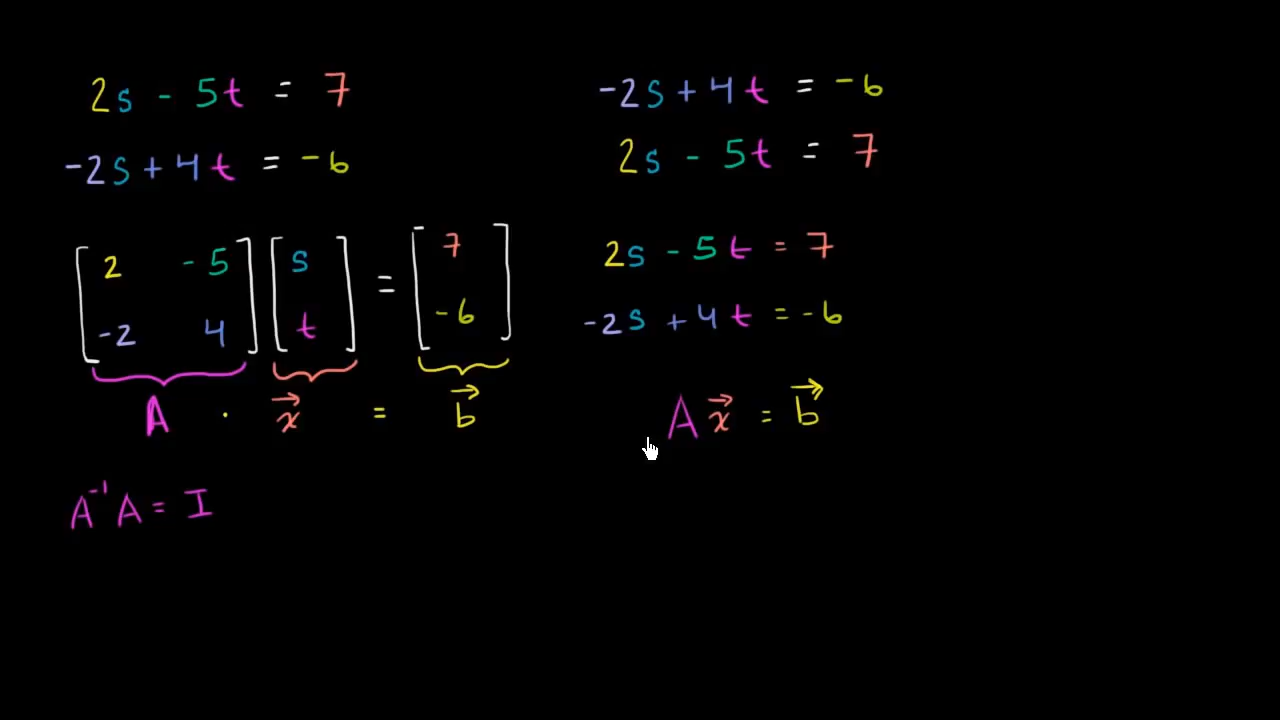 2s - 5t = 7
-2s + 4t = -6
[2 -5] [s] = [7]
[-2 4] [t] = [-6]
A · x⃗ = b⃗
A⁻¹A = I
-2s + 4t = -6
2s - 5t = 7
2s - 5t = 7
-2s + 4t = -6
Ax⃗ = b⃗